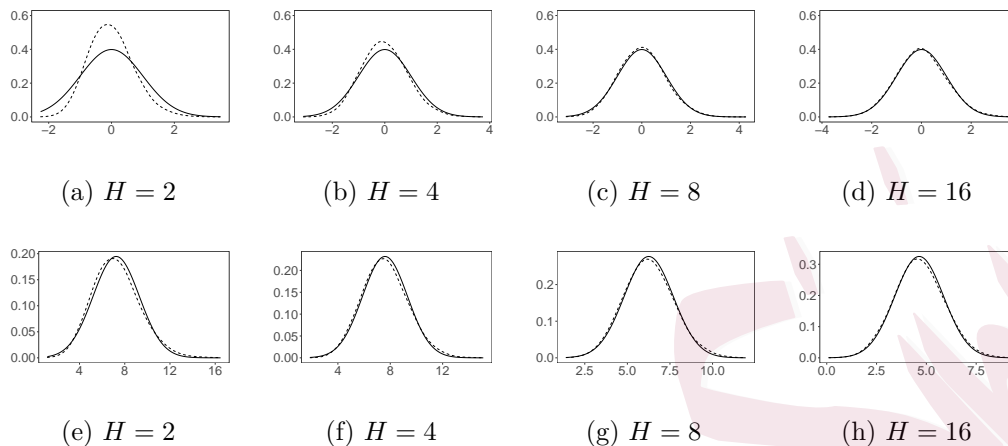 0.6 0.6 0.6 0.6
0.4 0.4 0.4 0.4
0.2 0.2 0.2 0.2
0.0 0.0 0.0 0.0
−2 0 2 −2 0 2 4 −2 0 2 4 −4 −2 0 2
(a) H = 2 (b) H = 4 (c) H = 8 (d) H = 16
0.20 0.20 0.2 0.3
0.15 0.15 0.1 0.2
0.10 0.10 0.0 0.1
0.05 0.05 0.0
0.00 0.00
4 8 12 16 4 8 12 2.5 5.0 7.5 10.0 0.0 2.5 5.0 7.5
(e) H = 2 (f) H = 4 (g) H = 8 (h) H = 16